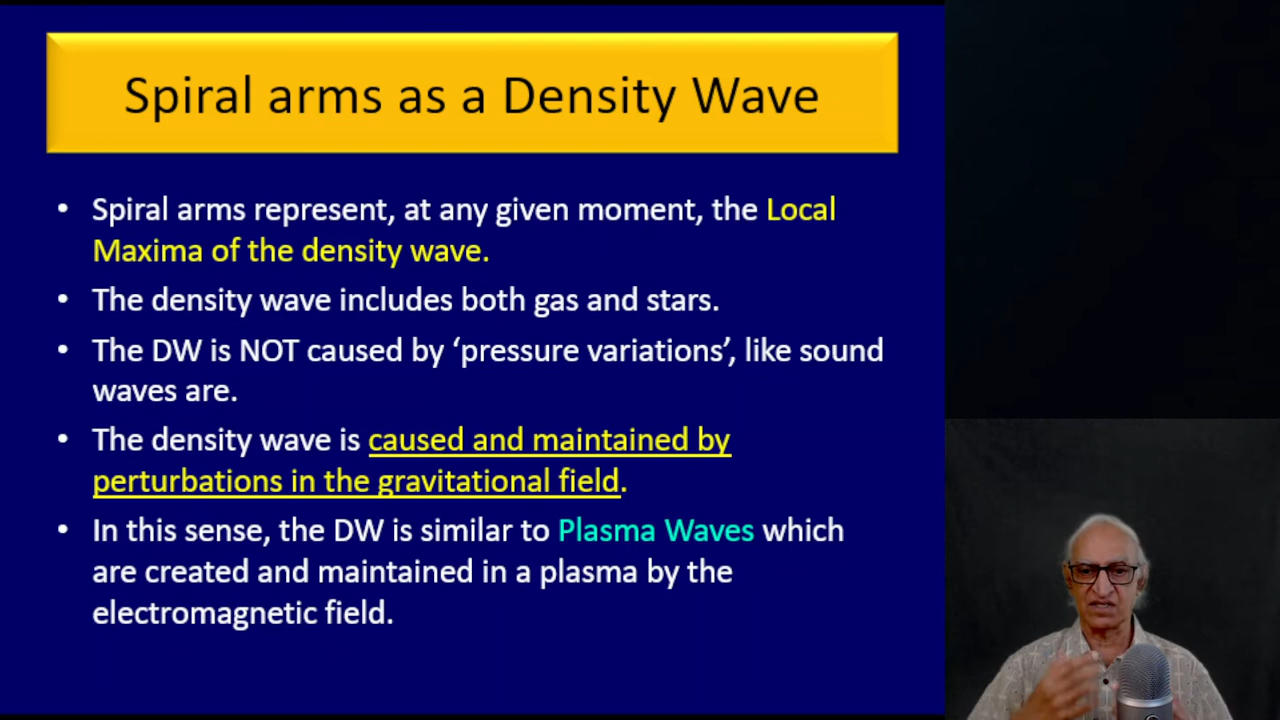 Spiral arms as a Density Wave
• Spiral arms represent, at any given moment, the Local
Maxima of the density wave.
• The density wave includes both gas and stars.
• The DW is NOT caused by ‘pressure variations’, like sound
waves are.
• The density wave is caused and maintained by
perturbations in the gravitational field.
• In this sense, the DW is similar to Plasma Waves which
are created and maintained in a plasma by the
electromagnetic field.